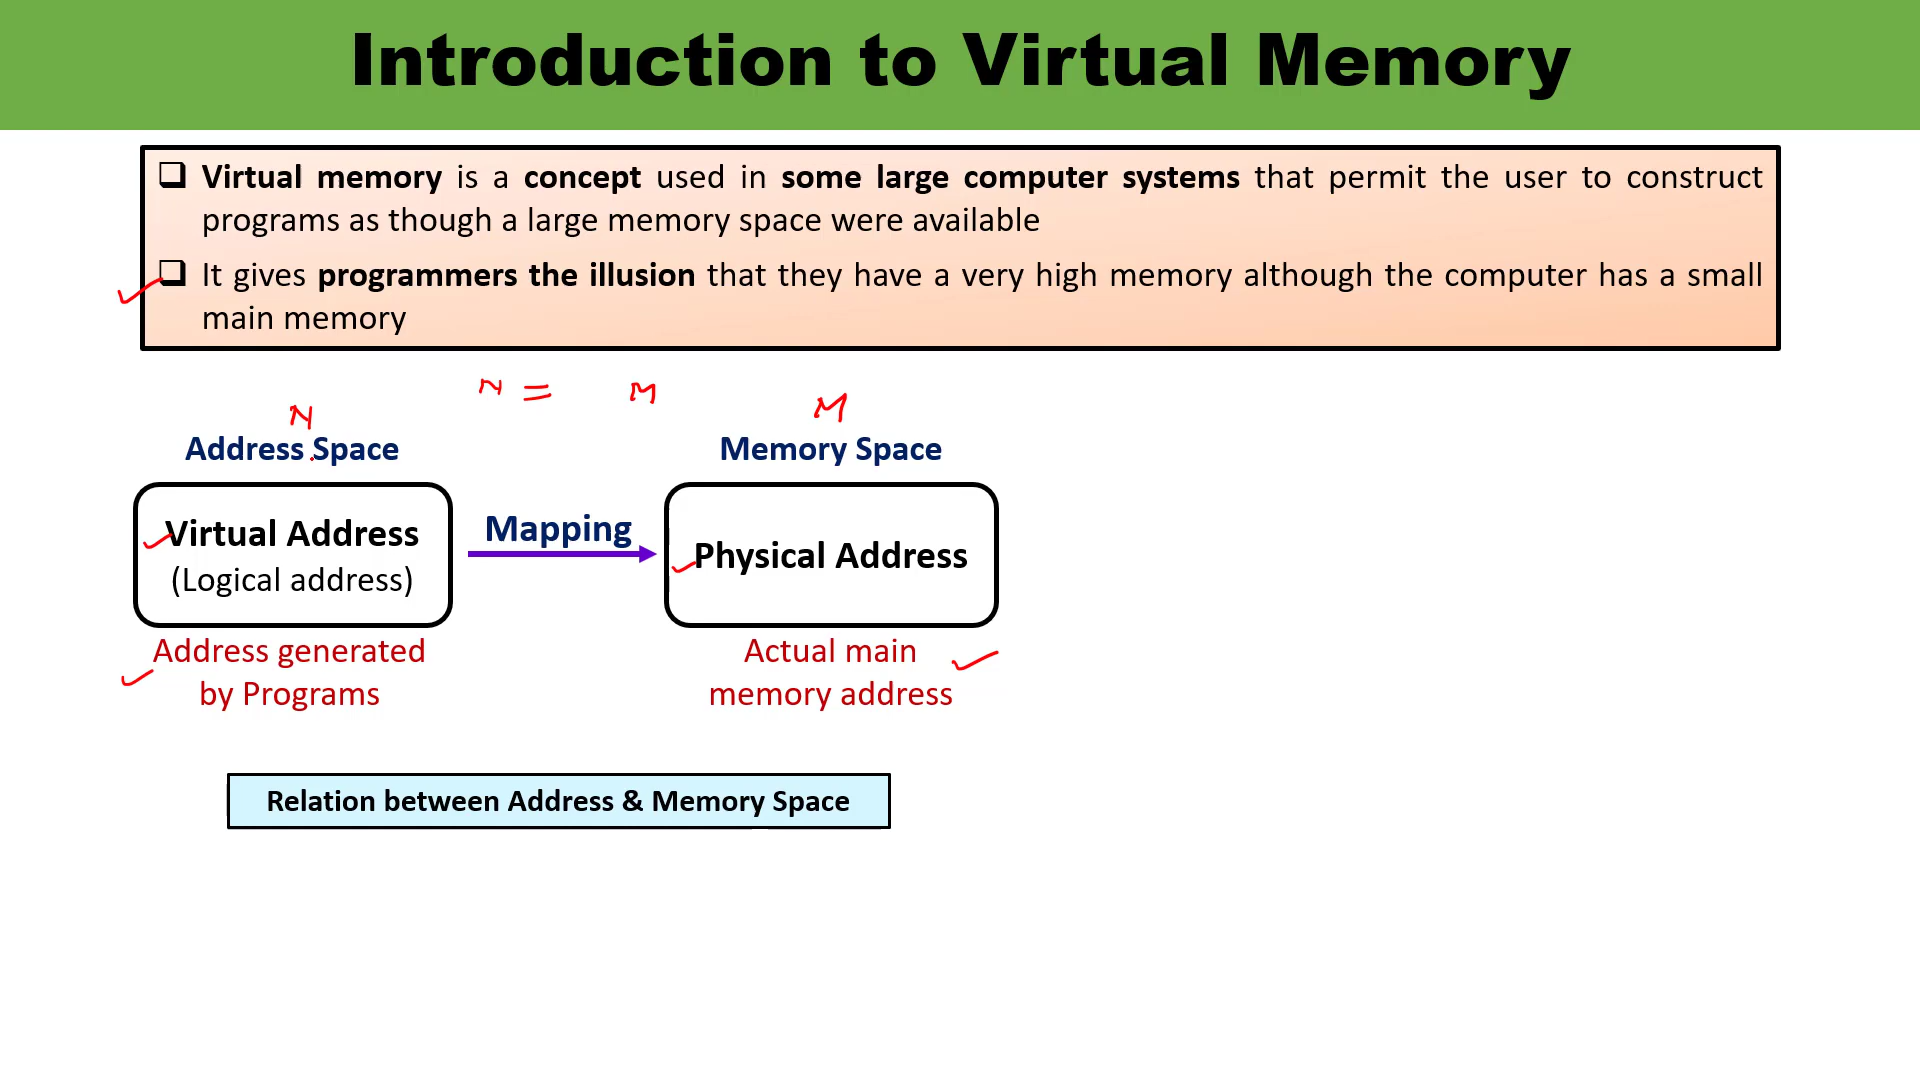 Introduction to Virtual Memory
Virtual memory is a concept used in some large computer systems that permit the user to construct
programs as though a large memory space were available
It gives programmers the illusion that they have a very high memory although the computer has a small
main memory
N = M
N M
Address Space Memory Space
Virtual Address
(Logical address)
Mapping
Physical Address
Address generated
by Programs
Actual main
memory address
Relation between Address & Memory Space